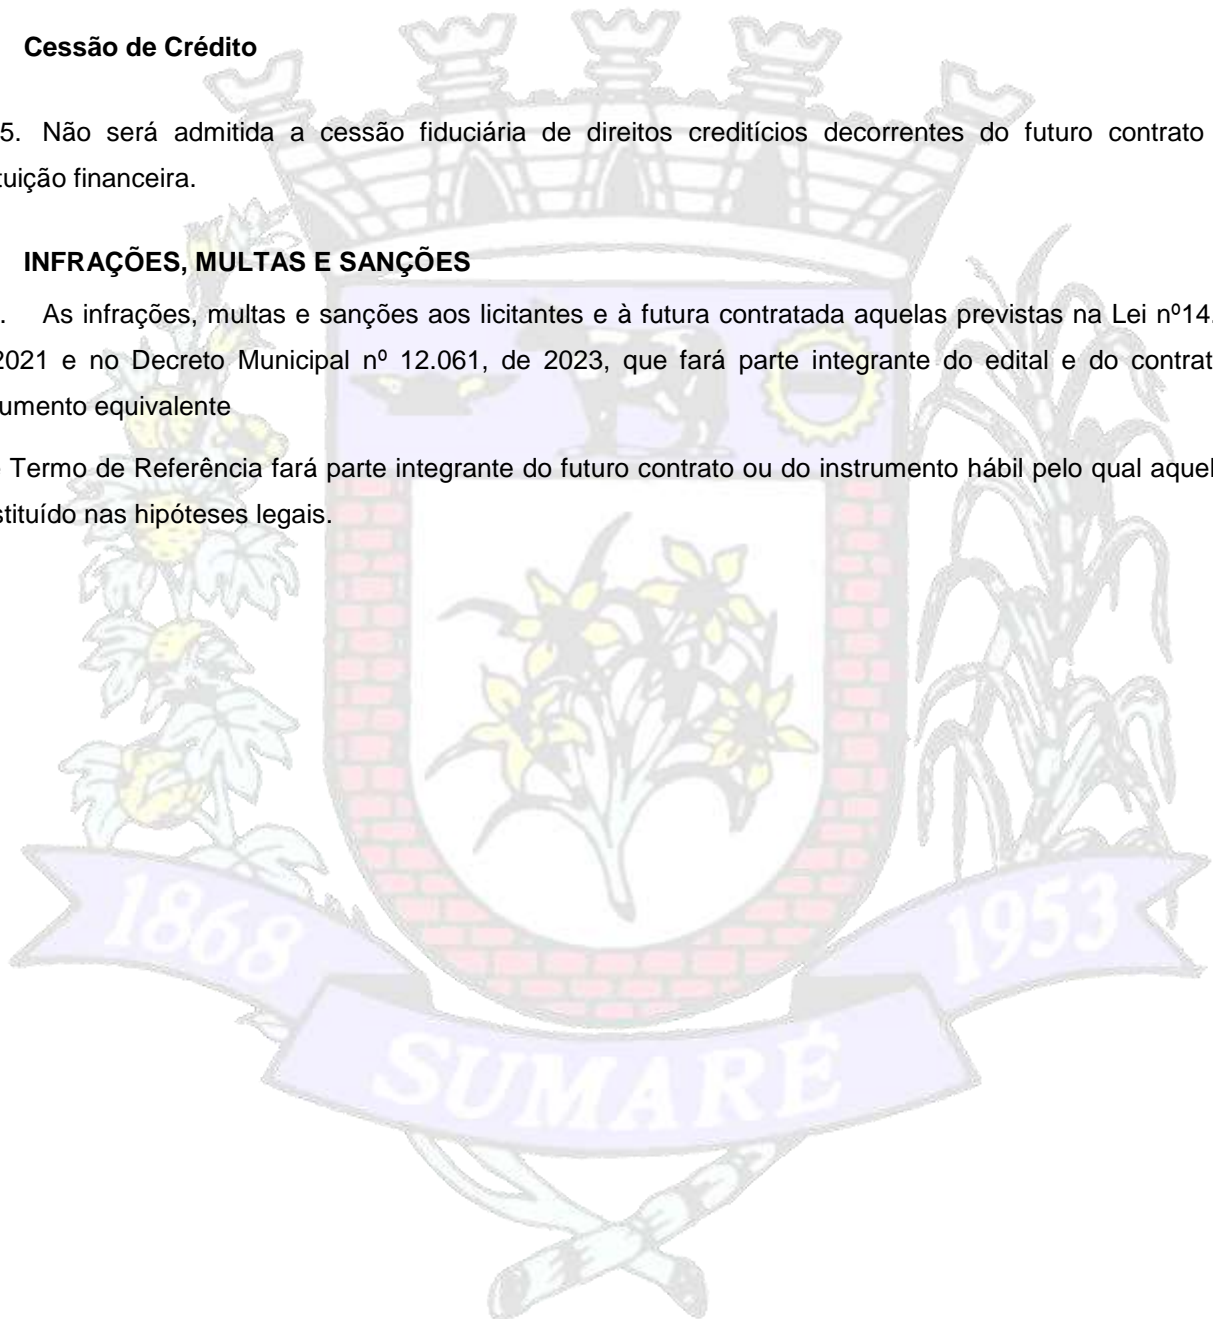 Cessão de Crédito
5. Não será admitida a cessão fiduciária de direitos creditícios decorrentes do futuro contrato
tuição financeira.
INFRAÇÕES, MULTAS E SANÇÕES
. As infrações, multas e sanções aos licitantes e à futura contratada aquelas previstas na Lei nº14.
2021 e no Decreto Municipal nº 12.061, de 2023, que fará parte integrante do edital e do contrat
umento equivalente
Termo de Referência fará parte integrante do futuro contrato ou do instrumento hábil pelo qual aquel
stituído nas hipóteses legais.
1868
1953
SUMARÉ